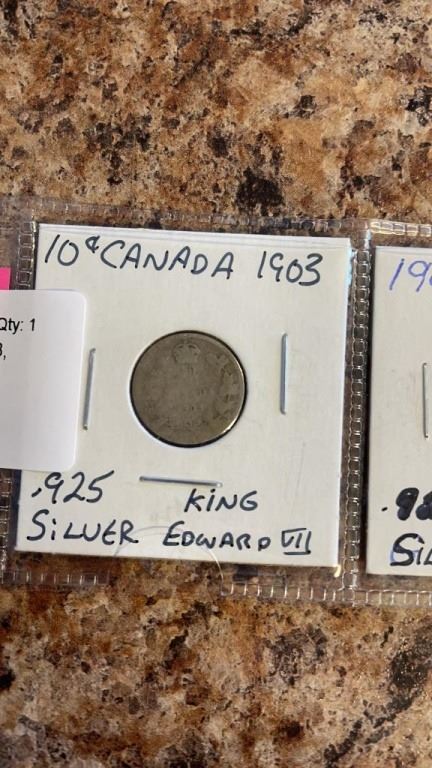 10¢ CANADA 1903
Qty: 1
.925 KING
SILVER EDWARD VII